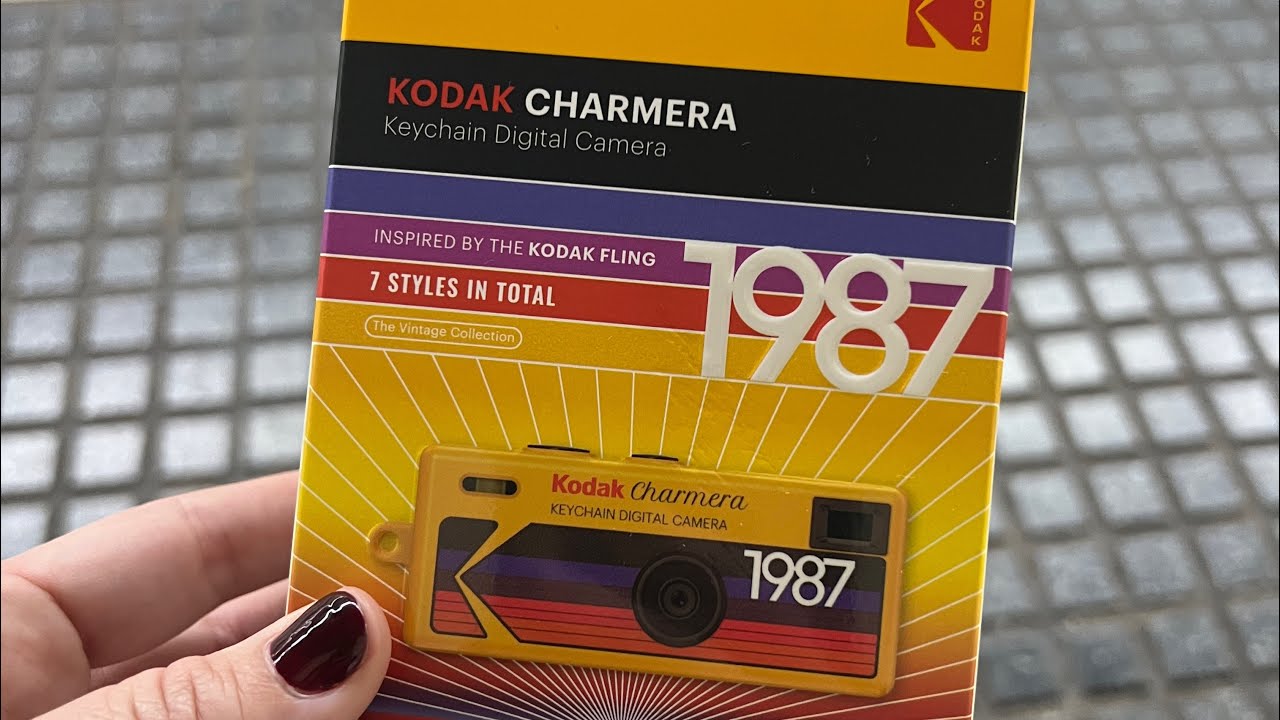 KODAK
KODAK CHARMERA
Keychain Digital Camera
INSPIRED BY THE KODAK FLING
1987
7 STYLES IN TOTAL
The Vintage Collection
Kodak Charmera
KEYCHAIN DIGITAL CAMERA
1987